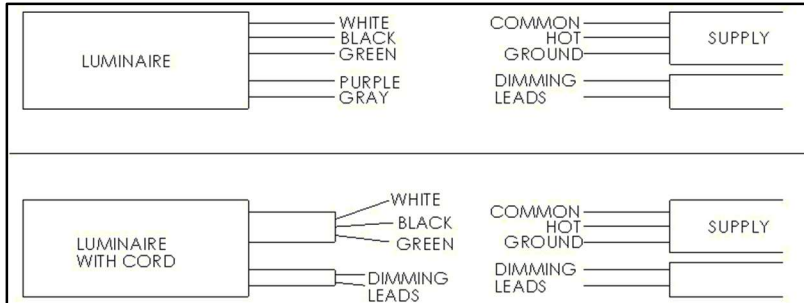 LUMINAIRE
WHITE
BLACK
GREEN
PURPLE
GRAY
COMMON
HOT
GROUND
DIMMING
LEADS
SUPPLY
LUMINAIRE
WITH CORD
WHITE
BLACK
GREEN
DIMMING
LEADS
COMMON
HOT
GROUND
DIMMING
LEADS
SUPPLY